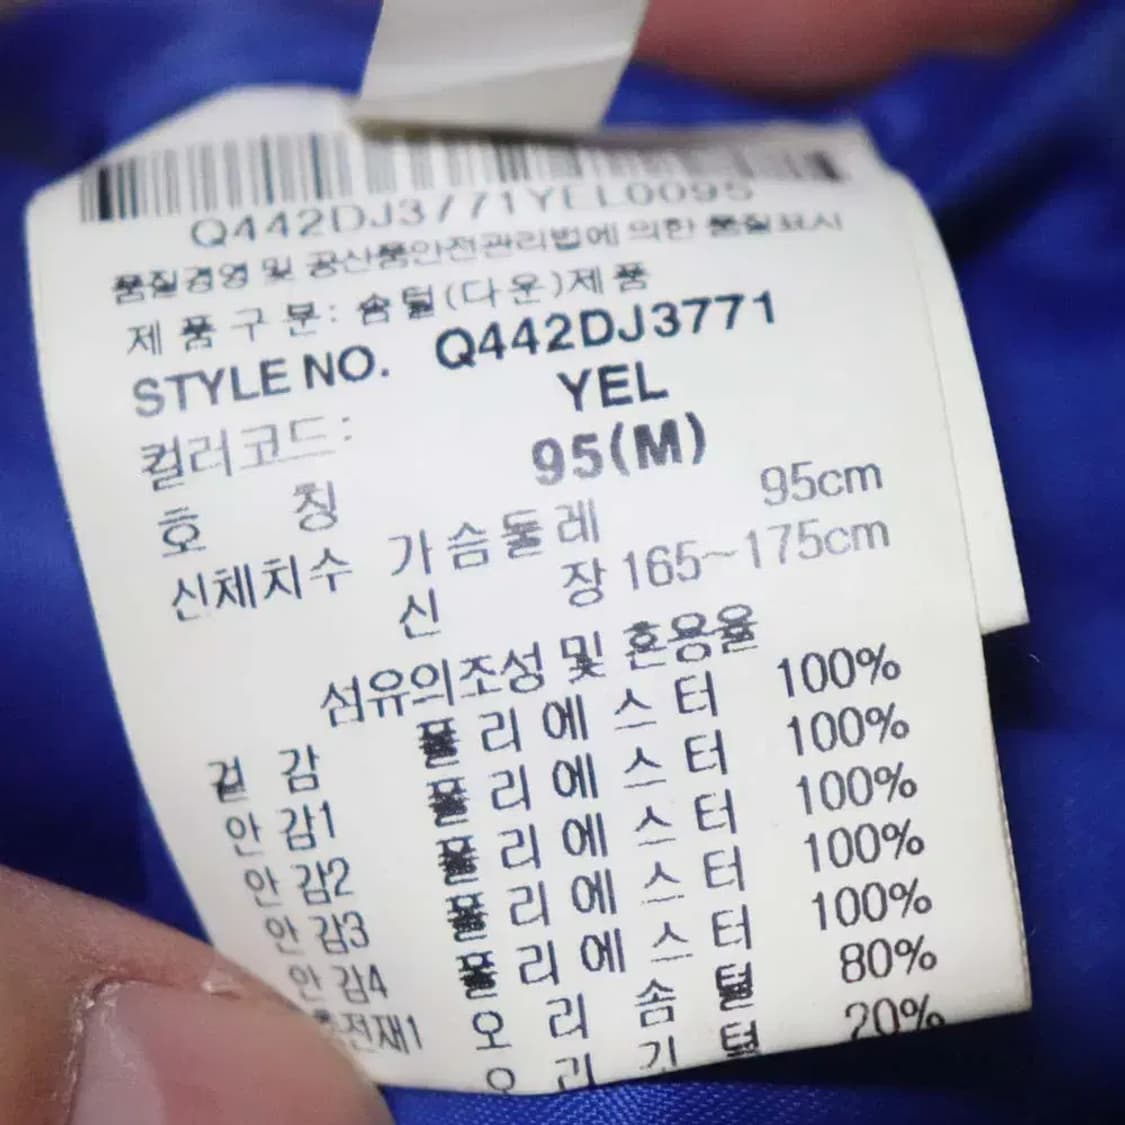 Q442DJ3771YEL0095
품질경영 및 공산품안전관리법에 의한 품질표시
제 품 구 분: 솜털(다운)제품
STYLE NO. Q442DJ3771
컬러코드: YEL
호 칭 95(M)
신체치수 가슴둘레 95cm
신 장 165~175cm
섬유의조성 및 혼용율
겉 감 폴리에스터 100%
안 감1 폴리에스터 100%
안 감2 폴리에스터 100%
안 감3 폴리에스터 100%
안 감4 폴리에스터 100%
충전재1 오 리 솜 털 80%
오 리 깃 털 20%